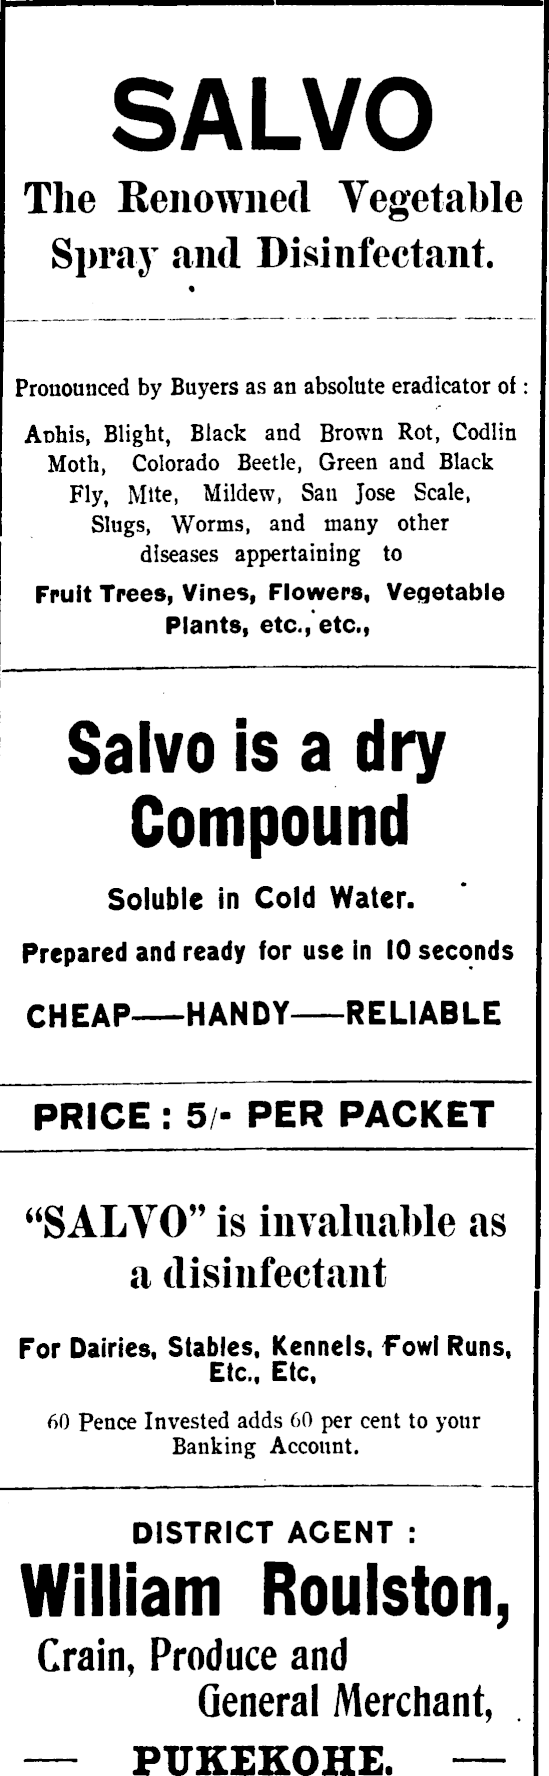 SALVO
The Renowned Vegetable
Spray and Disinfectant.
Pronounced by Buyers as an absolute eradicator of :
Aphis, Blight, Black and Brown Rot, Codlin
Moth, Colorado Beetle, Green and Black
Fly, Mite, Mildew, San Jose Scale,
Slugs, Worms, and many other
diseases appertaining to
Fruit Trees, Vines, Flowers, Vegetable
Plants, etc., etc.,
Salvo is a dry
Compound
Soluble in Cold Water.
Prepared and ready for use in 10 seconds
CHEAP——HANDY——RELIABLE
PRICE : 5/- PER PACKET
“SALVO” is invaluable as
a disinfectant
For Dairies, Stables, Kennels, Fowl Runs,
Etc., Etc,
60 Pence Invested adds 60 per cent to your
Banking Account.
DISTRICT AGENT :
William Roulston,
Grain, Produce and
General Merchant,
— PUKEKOHE. —